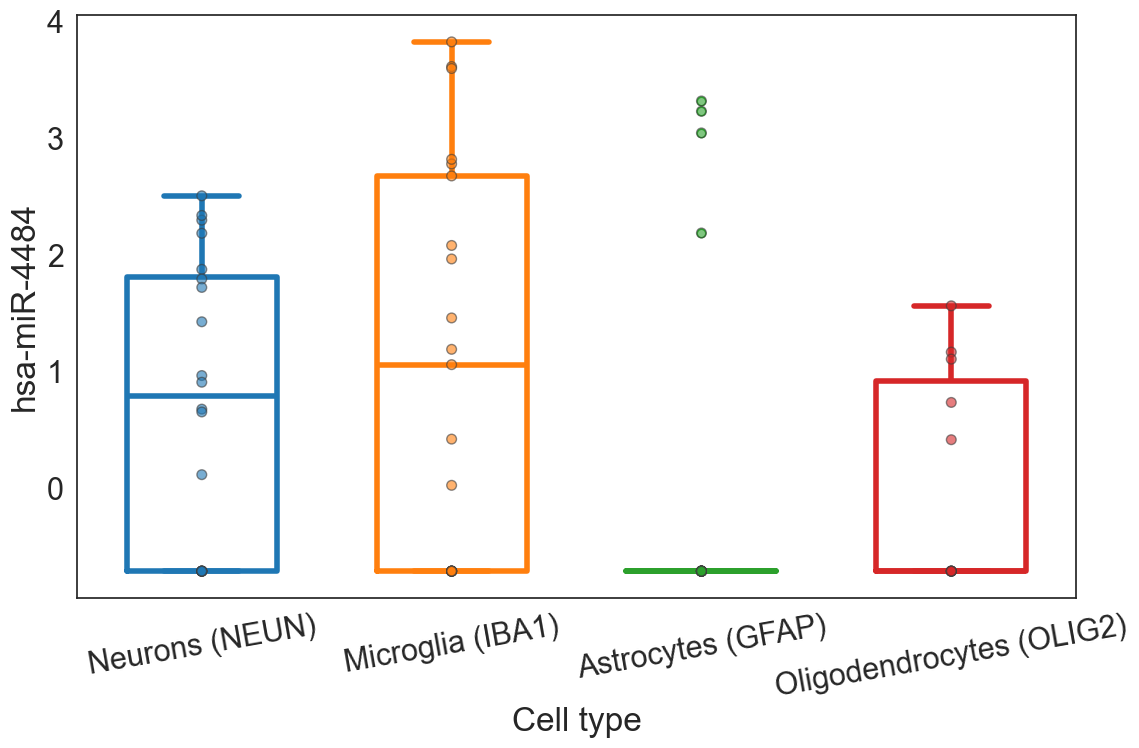 hsa-miR-4484
4
3
2
1
0
Neurons (NEUN)
Microglia (IBA1)
Astrocytes (GFAP)
Oligodendrocytes (OLIG2)
Cell type